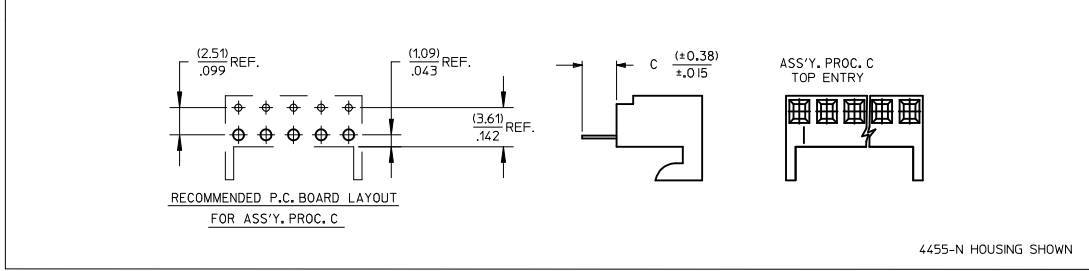 (2.51)
.099 REF.
(1.09)
.043 REF.
(3.61)
.142 REF.
C (±0.38)
±.015
ASS'Y. PROC. C
TOP ENTRY
RECOMMENDED P.C. BOARD LAYOUT
FOR ASS'Y. PROC. C
4455-N HOUSING SHOWN